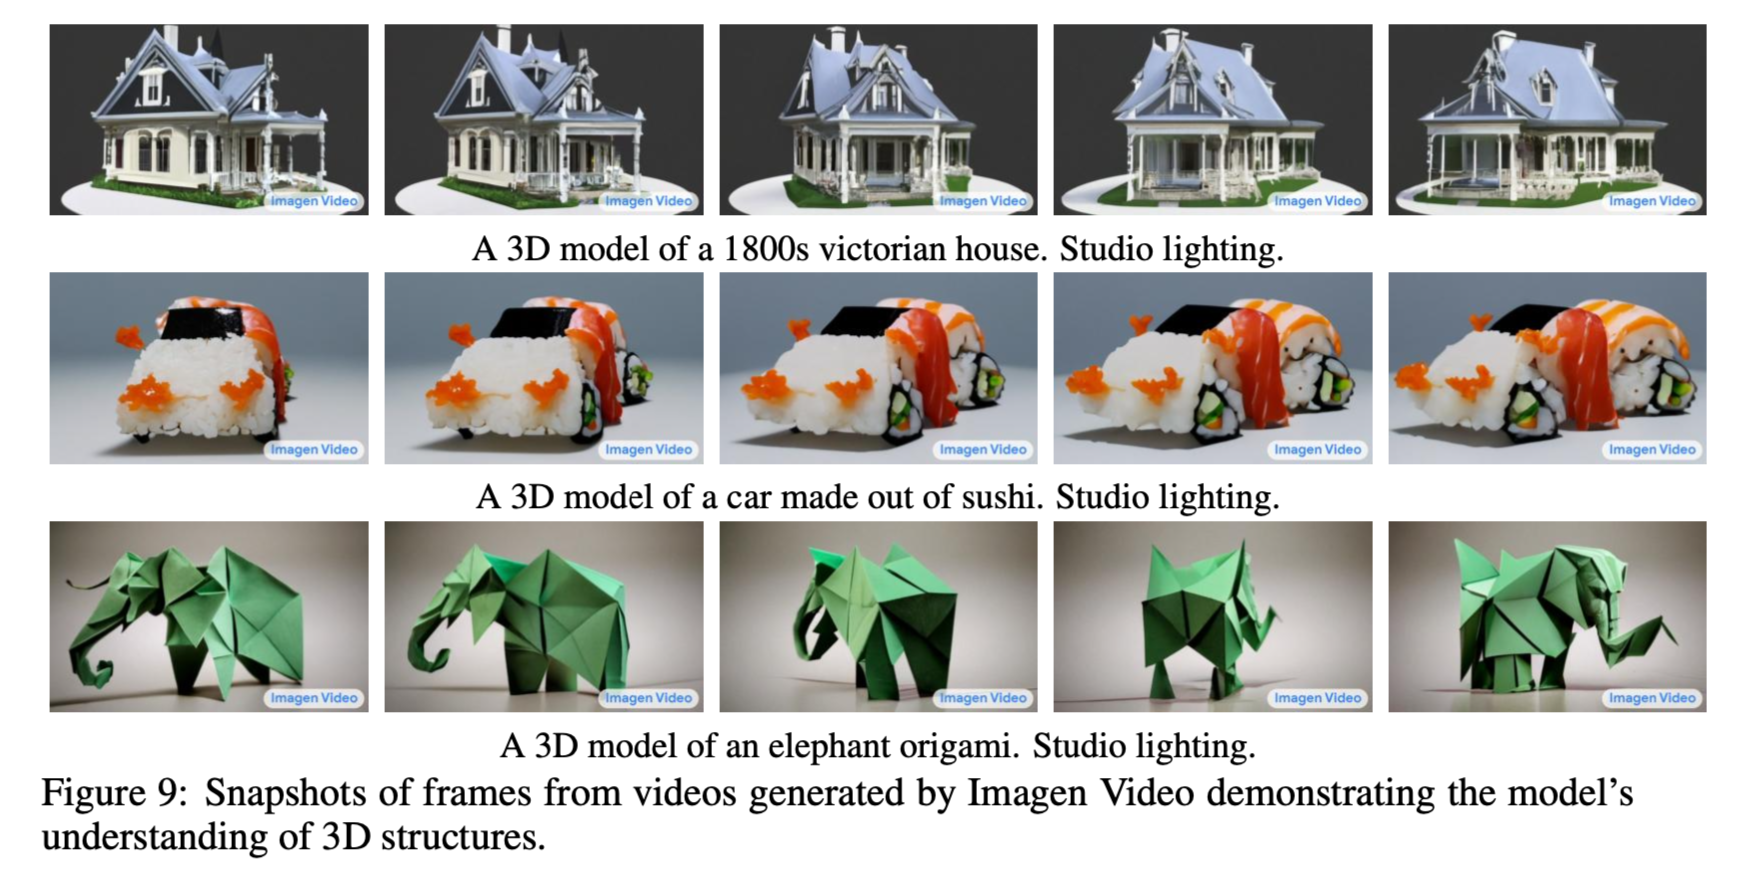 Imagen Video Imagen Video Imagen Video Imagen Video Imagen Video
A 3D model of a 1800s victorian house. Studio lighting.
Imagen Video Imagen Video Imagen Video Imagen Video Imagen Video
A 3D model of a car made out of sushi. Studio lighting.
Imagen Video Imagen Video Imagen Video Imagen Video Imagen Video
A 3D model of an elephant origami. Studio lighting.
Figure 9: Snapshots of frames from videos generated by Imagen Video demonstrating the model's
understanding of 3D structures.